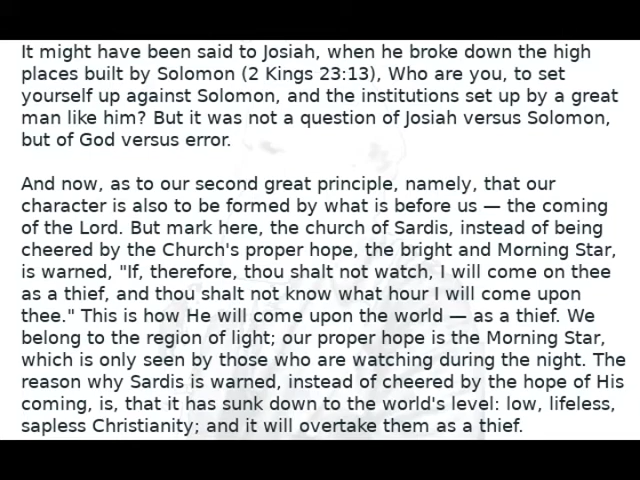 It might have been said to Josiah, when he broke down the high
places built by Solomon (2 Kings 23:13), Who are you, to set
yourself up against Solomon, and the institutions set up by a great
man like him? But it was not a question of Josiah versus Solomon,
but of God versus error.
And now, as to our second great principle, namely, that our
character is also to be formed by what is before us — the coming
of the Lord. But mark here, the church of Sardis, instead of being
cheered by the Church's proper hope, the bright and Morning Star,
is warned, "If, therefore, thou shalt not watch, I will come on thee
as a thief, and thou shalt not know what hour I will come upon
thee." This is how He will come upon the world — as a thief. We
belong to the region of light; our proper hope is the Morning Star,
which is only seen by those who are watching during the night. The
reason why Sardis is warned, instead of cheered by the hope of His
coming, is, that it has sunk down to the world's level: low, lifeless,
sapless Christianity; and it will overtake them as a thief.